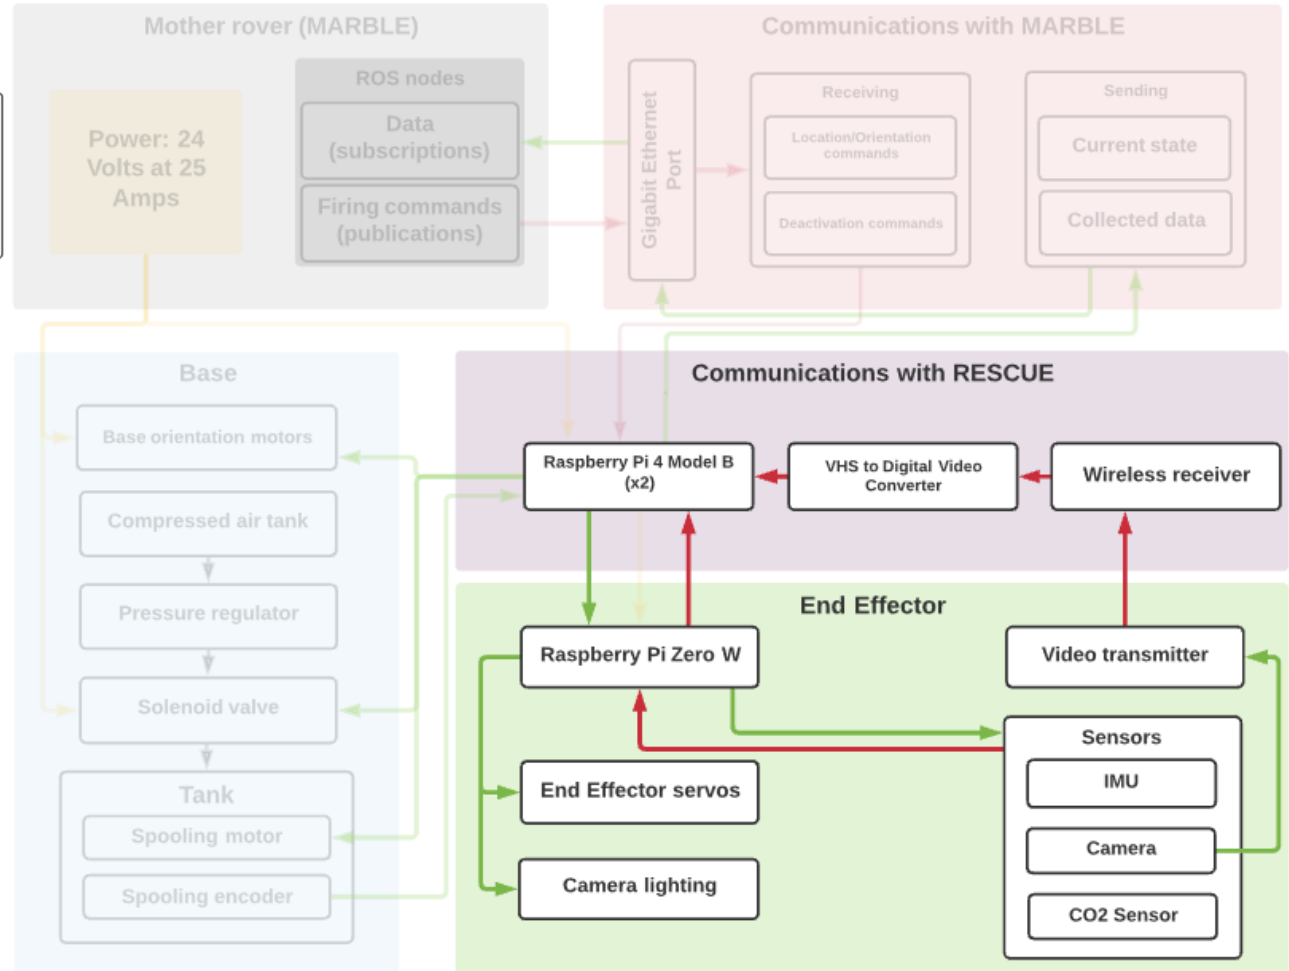 Mother rover (MARBLE)
Power: 24
Volts at 25
Amps
ROS nodes
Data
(subscriptions)
Firing commands
(publications)
Communications with MARBLE
Gigabit Ethernet
Port
Receiving
Location/Orientation
commands
Deactivation commands
Sending
Current state
Collected data
Base
Base orientation motors
Compressed air tank
Pressure regulator
Solenoid valve
Tank
Spooling motor
Spooling encoder
Communications with RESCUE
Raspberry Pi 4 Model B
(x2)
VHS to Digital Video
Converter
Wireless receiver
End Effector
Raspberry Pi Zero W
Video transmitter
End Effector servos
Camera lighting
Sensors
IMU
Camera
CO2 Sensor